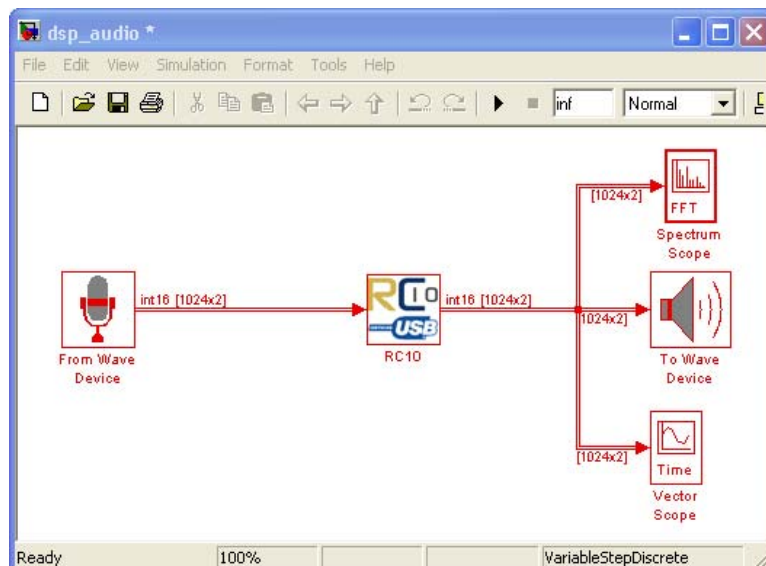 dsp_audio *
File Edit View Simulation Format Tools Help
inf Normal
[1024x2]
FFT
Spectrum
Scope
int16 [1024x2]
From Wave
Device
RC10
USB
RC10
int16 [1024x2]
1024x2]
To Wave
Device
[1024x2]
Time
Vector
Scope
Ready 100% VariableStepDiscrete